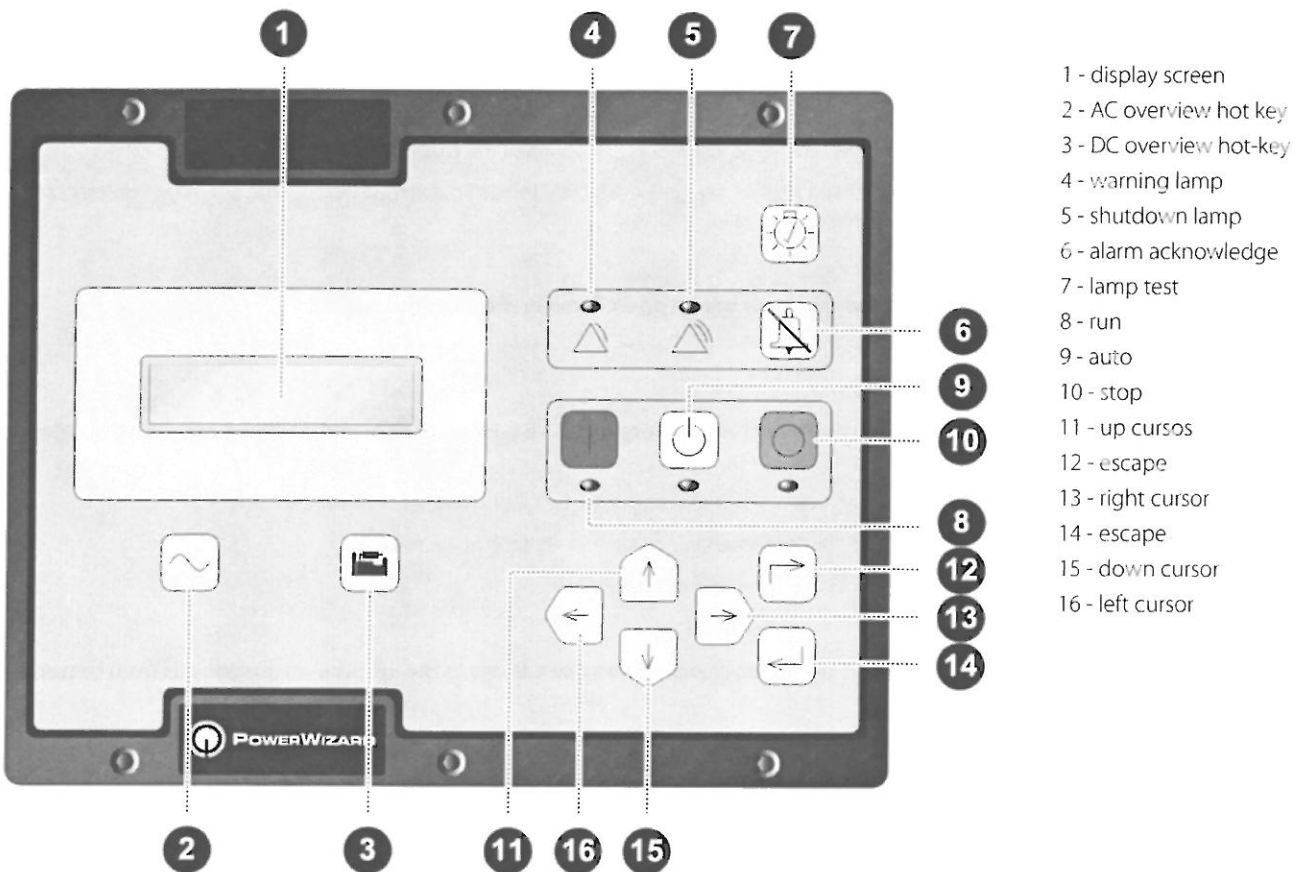 1
4
5
7
1 - display screen
2 - AC overview hot key
3 - DC overview hot-key
4 - warning lamp
5 - shutdown lamp
6 - alarm acknowledge
7 - lamp test
8 - run
9 - auto
10 - stop
11 - up cursos
12 - escape
13 - right cursor
14 - escape
15 - down cursor
16 - left cursor
6
9
10
8
12
13
14
POWERWIZARD
2
3
11
16
15